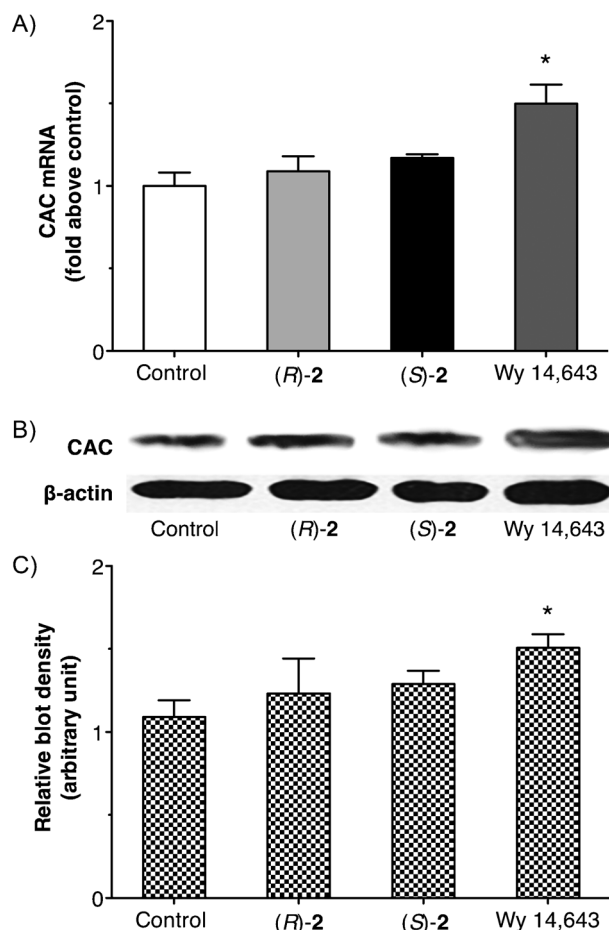 A)
CAC mRNA
(fold above control)
2
1
0
*
Control (R)-2 (S)-2 Wy 14,643
B)
CAC
β-actin
Control (R)-2 (S)-2 Wy 14,643
C)
Relative blot density
(arbitrary unit)
2
1
0
*
Control (R)-2 (S)-2 Wy 14,643